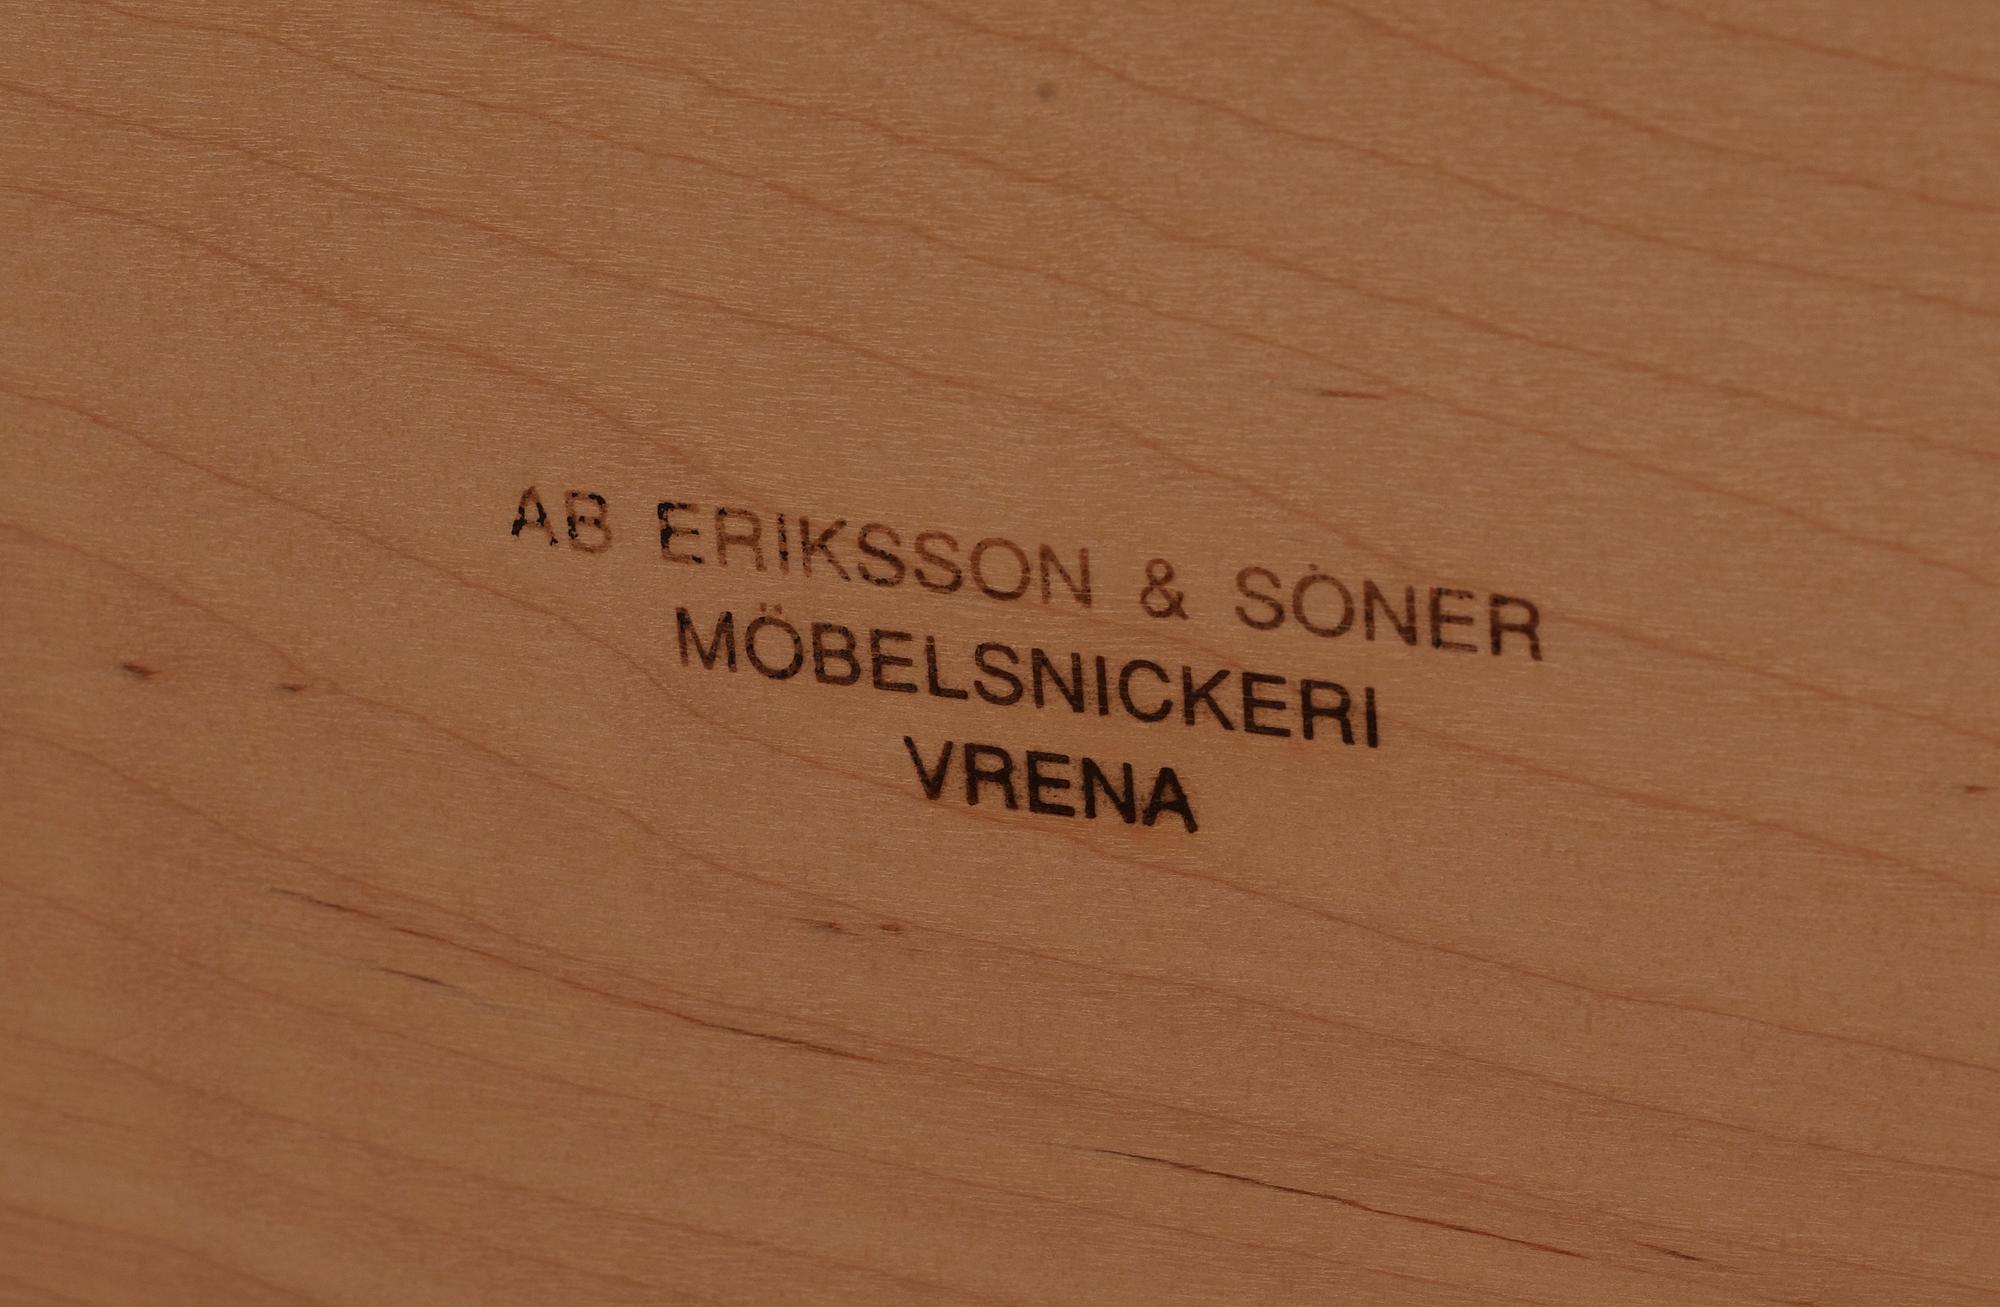 AB ERIKSSON & SÖNER
MÖBELSNICKERI
VRENA